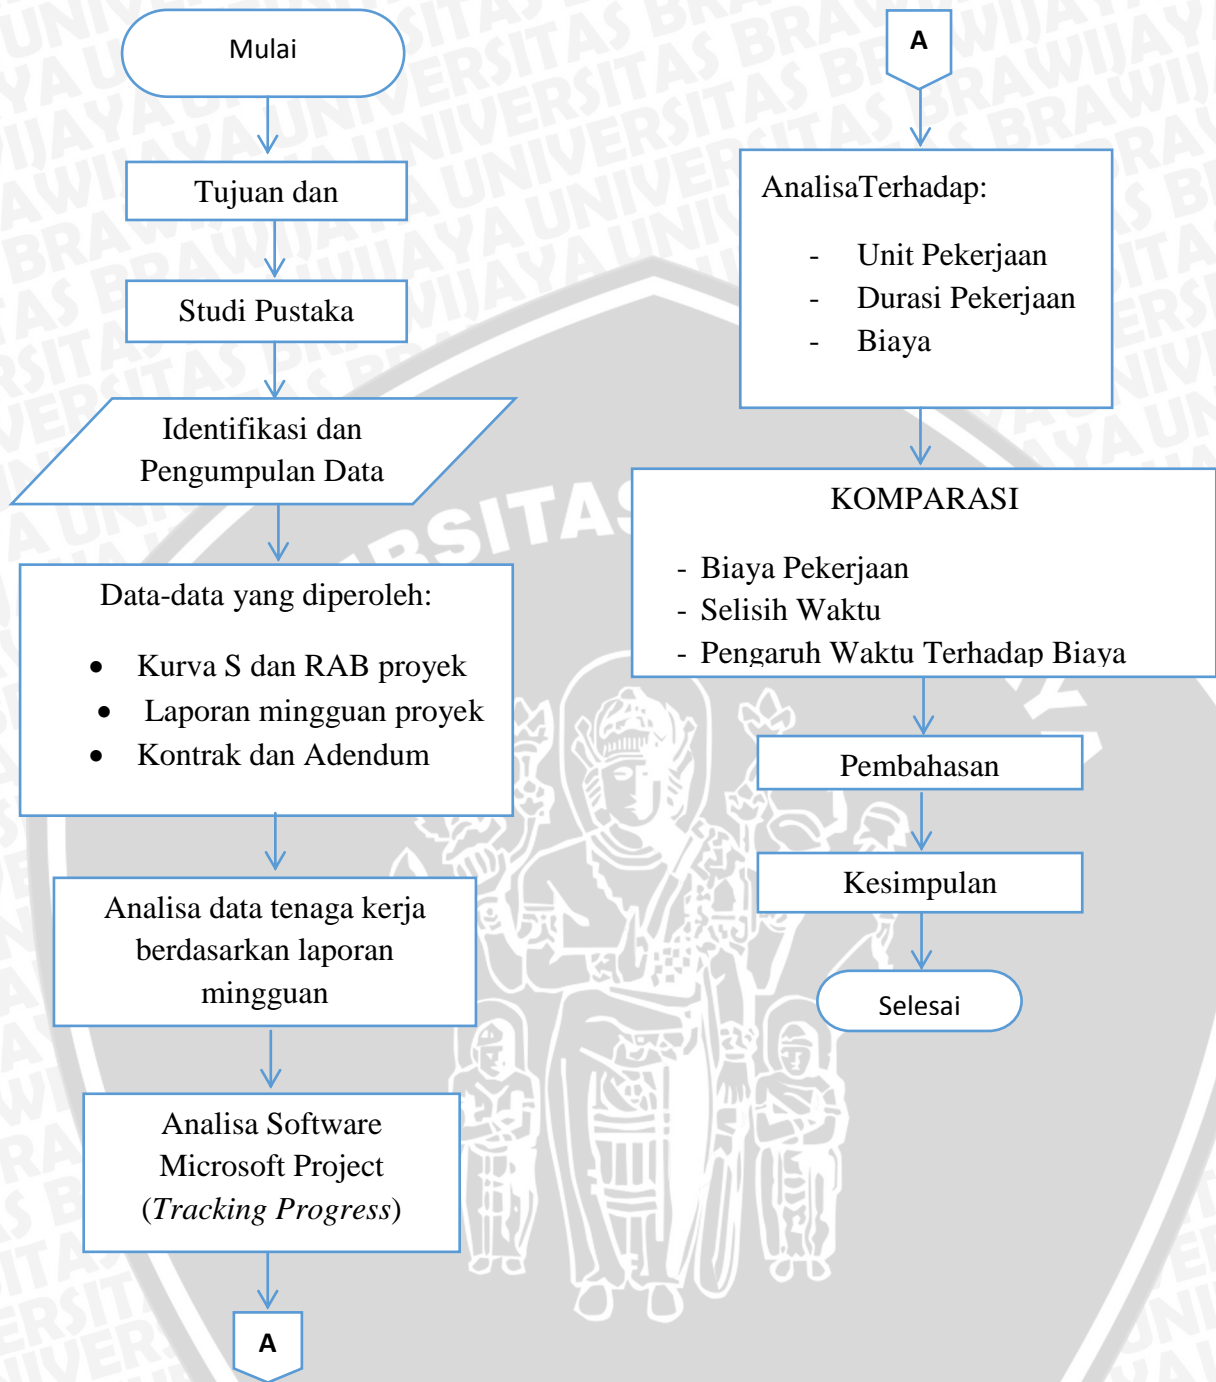 Mulai
Tujuan dan
Studi Pustaka
Identifikasi dan
Pengumpulan Data
Data-data yang diperoleh:
• Kurva S dan RAB proyek
• Laporan mingguan proyek
• Kontrak dan Adendum
Analisa data tenaga kerja
berdasarkan laporan
mingguan
Analisa Software
Microsoft Project
(Tracking Progress)
A
A
AnalisaTerhadap:
- Unit Pekerjaan
- Durasi Pekerjaan
- Biaya
KOMPARASI
- Biaya Pekerjaan
- Selisih Waktu
- Pengaruh Waktu Terhadap Biaya
Pembahasan
Kesimpulan
Selesai